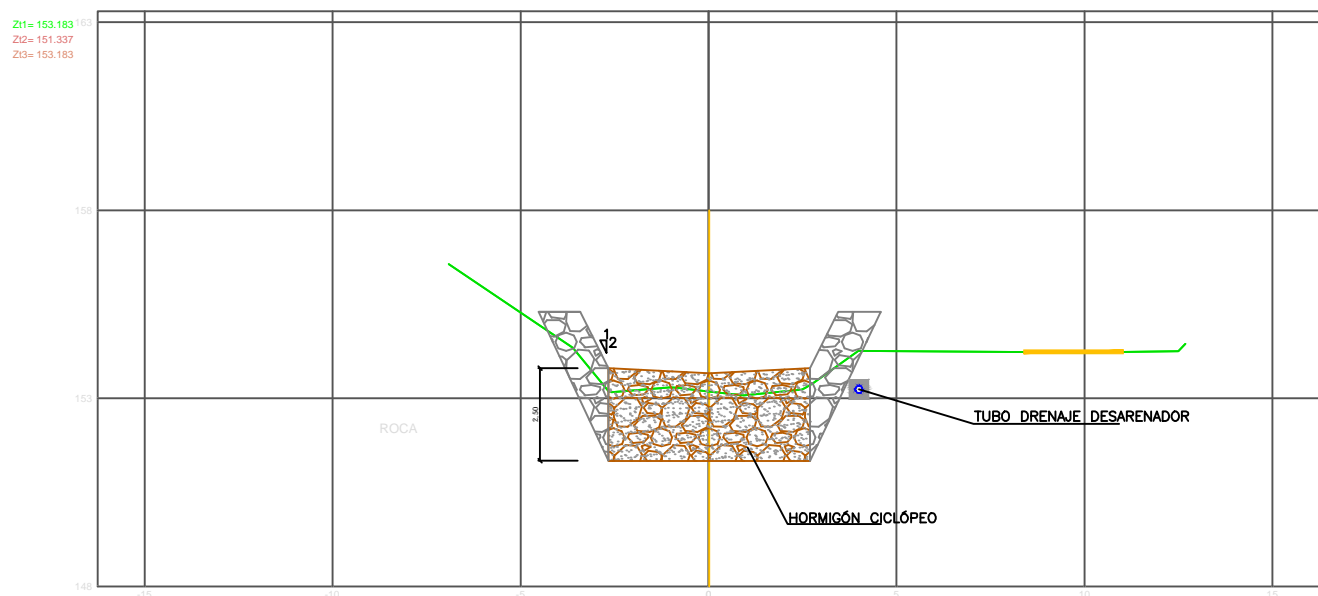 Zt1= 153.183
163
Zt2= 151.337
Zt3= 153.183
158
1
2
2.50
153
TUBO DRENAJE DESARENADOR
ROCA
HORMIGÓN CICLÓPEO
148
-15
-10
-5
0
5
10
15